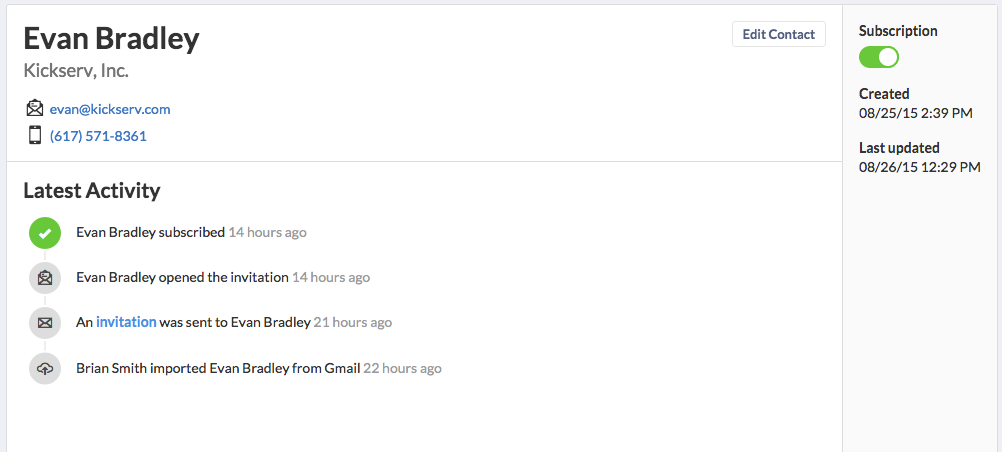 Evan Bradley
Edit Contact
Kickserv, Inc.
evan@kickserv.com
(617) 571-8361
Subscription
Created
08/25/15 2:39 PM
Last updated
08/26/15 12:29 PM
Latest Activity
Evan Bradley subscribed 14 hours ago
Evan Bradley opened the invitation 14 hours ago
An invitation was sent to Evan Bradley 21 hours ago
Brian Smith imported Evan Bradley from Gmail 22 hours ago